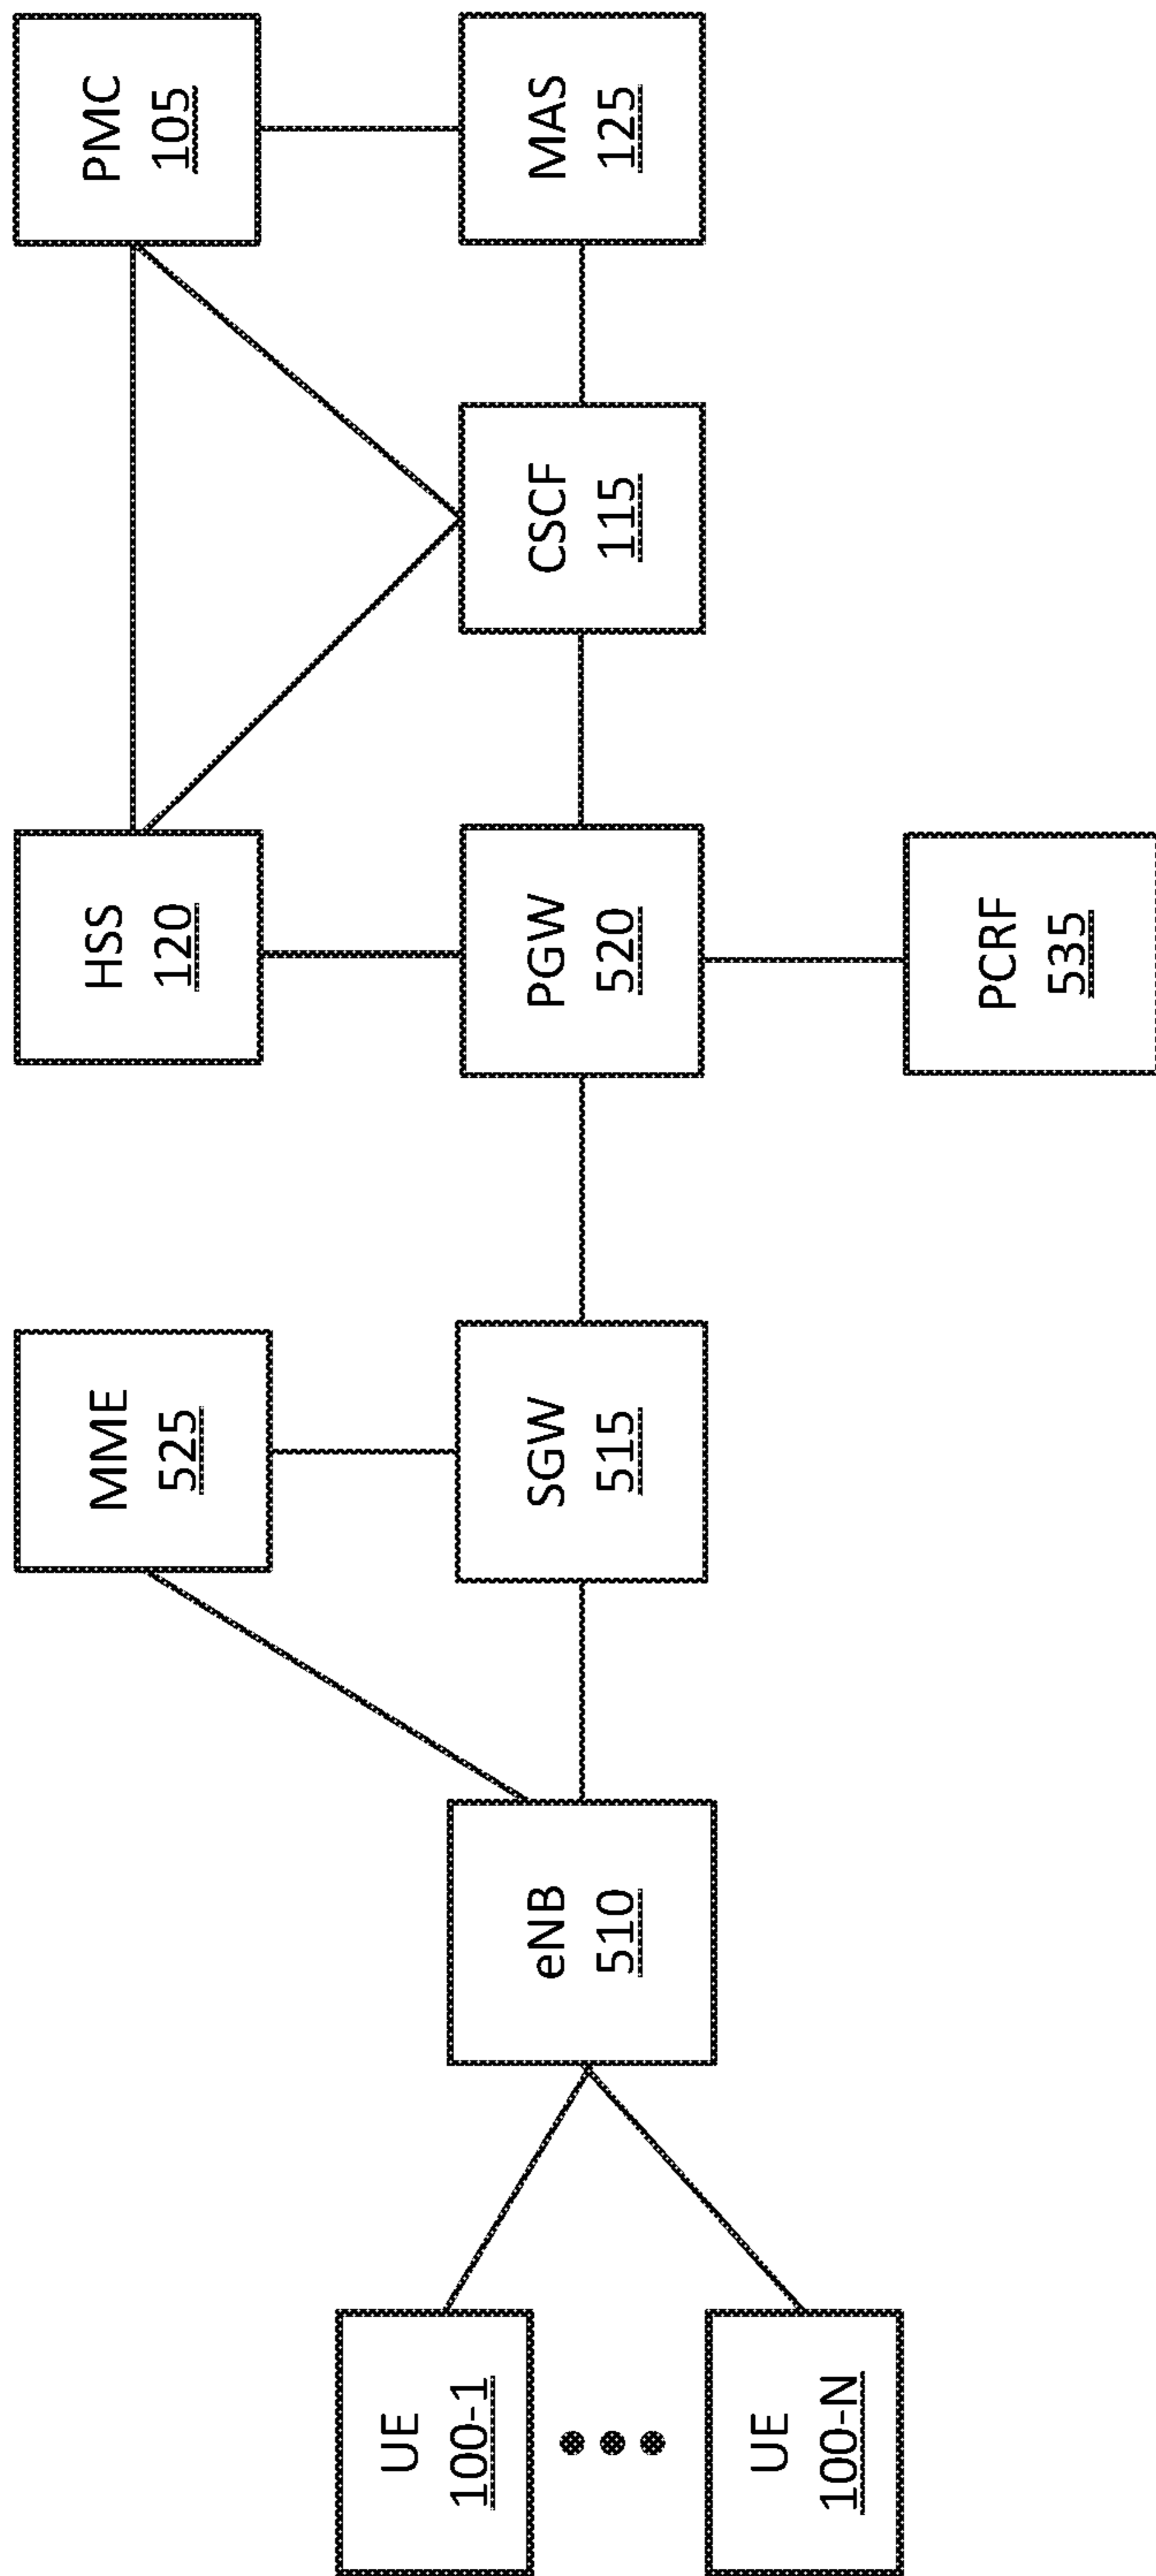 MME
525
HSS
120
PMC
105
UE
100-1
eNB
510
SGW
515
PGW
520
CSCF
115
MAS
125
UE
100-N
PCRF
535